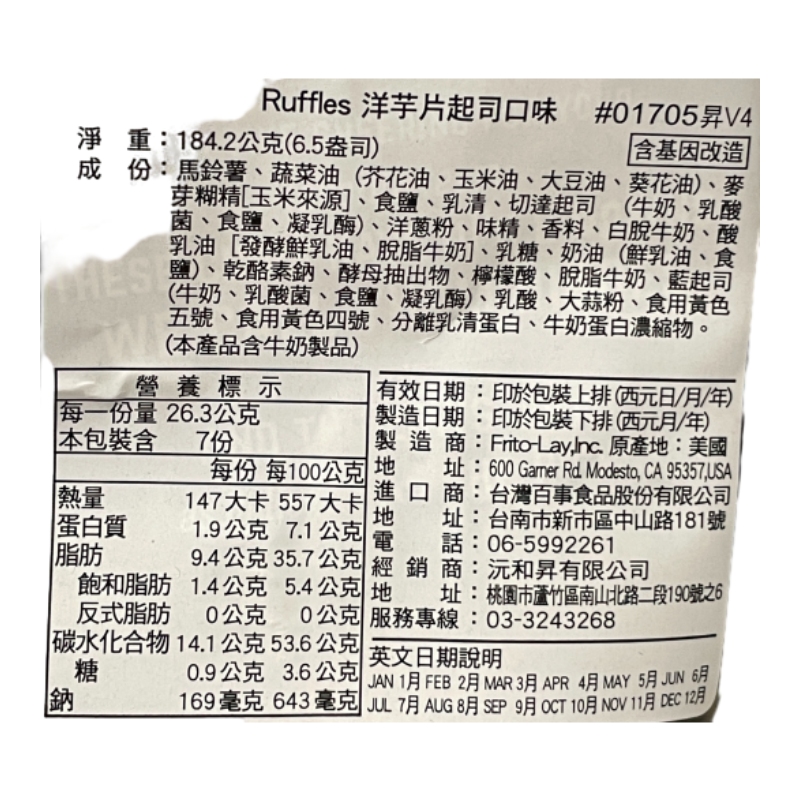 Ruffles 洋芋片起司口味 #01705昇V4
淨 重：184.2公克(6.5盎司)
含基因改造
成 份：馬鈴薯、蔬菜油（芥花油、玉米油、大豆油、葵花油）、麥
芽糊精[玉米來源]、食鹽、乳清、切達起司 （牛奶、乳酸
菌、食鹽、凝乳酶）、洋蔥粉、味精、香料、白脫牛奶、酸
乳油［發酵鮮乳油、脫脂牛奶］、乳糖、奶油（鮮乳油、食
鹽）、乾酪素鈉、酵母抽出物、檸檬酸、脫脂牛奶、藍起司
(牛奶、乳酸菌、食鹽、凝乳酶)、乳酸、大蒜粉、食用黃色
五號、食用黃色四號、分離乳清蛋白、牛奶蛋白濃縮物。
(本產品含牛奶製品)
營養標示
每一份量 26.3公克
本包裝含 7份
每份 每100公克
熱量 147大卡 557大卡
蛋白質 1.9公克 7.1公克
脂肪 9.4公克 35.7公克
飽和脂肪 1.4公克 5.4公克
反式脂肪 0公克 0公克
碳水化合物 14.1公克 53.6公克
糖 0.9公克 3.6公克
鈉 169毫克 643毫克
有效日期：印於包裝上排(西元日/月/年)
製造日期：印於包裝下排(西元月/年)
製造商：Frito-Lay,Inc. 原產地：美國
地 址：600 Garner Rd. Modesto, CA 95357,USA
進口商：台灣百事食品股份有限公司
地 址：台南市新市區中山路181號
電 話：06-5992261
經銷商：沅和昇有限公司
地 址：桃園市蘆竹區南山北路二段190號之6
服務專線：03-3243268
英文日期說明
JAN 1月 FEB 2月 MAR 3月 APR 4月 MAY 5月 JUN 6月
JUL 7月 AUG 8月 SEP 9月 OCT 10月 NOV 11月 DEC 12月